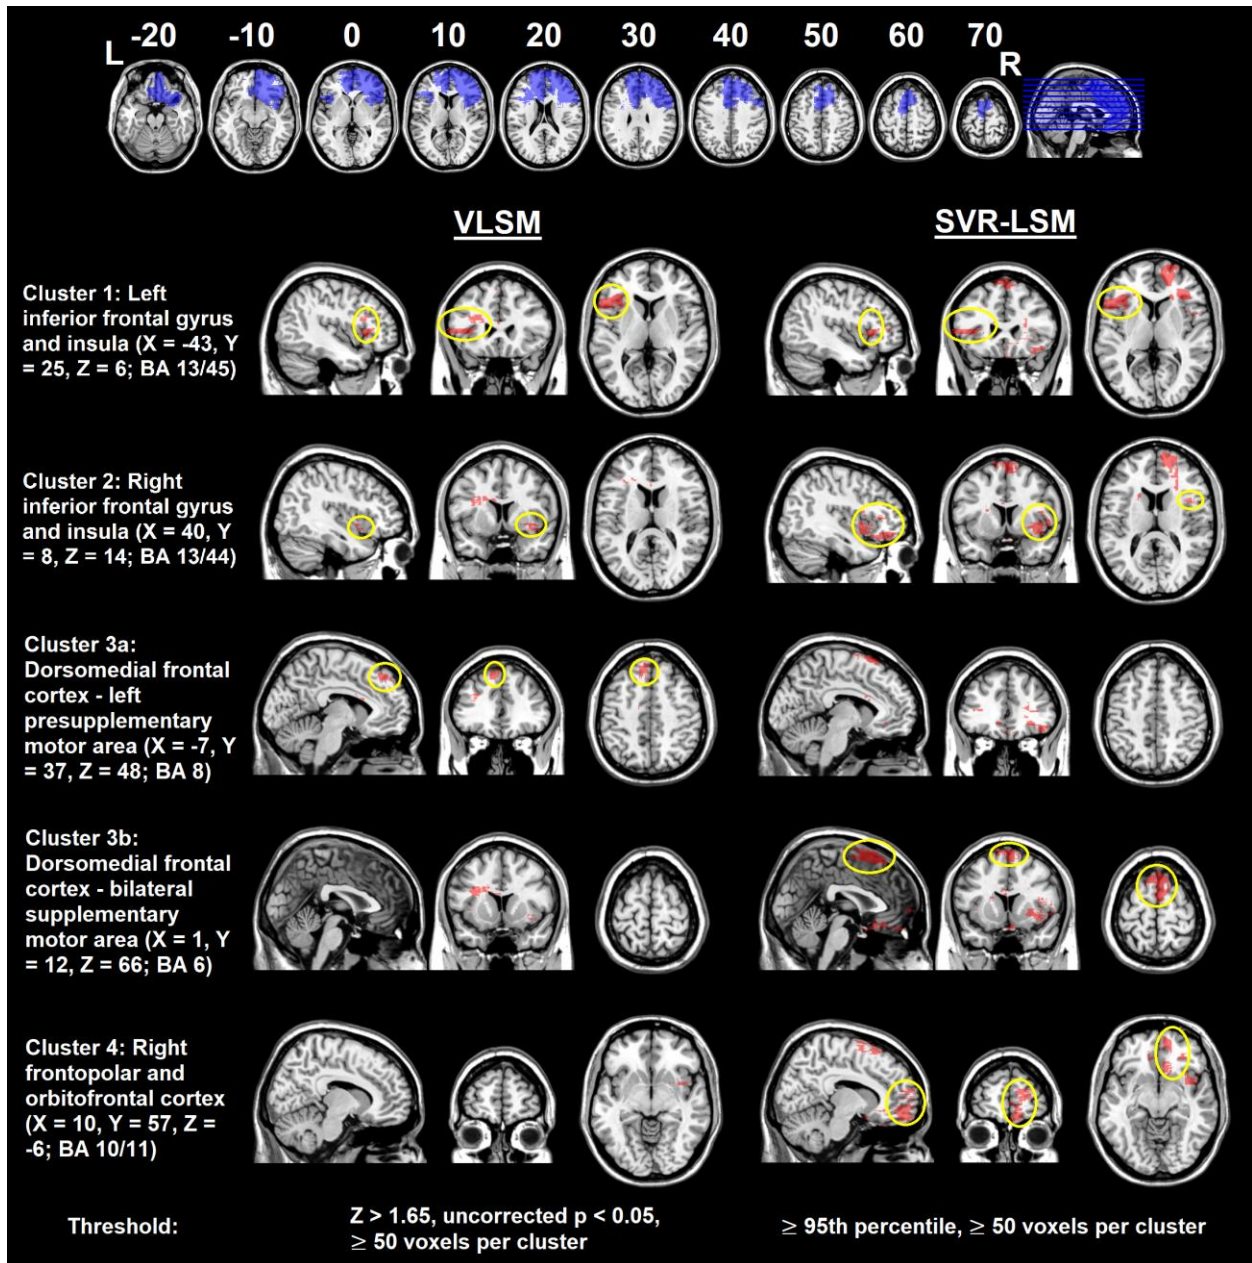 L -20 -10 0 10 20 30 40 50 60 70 R
VLSM SVR-LSM
Cluster 1: Left
inferior frontal gyrus
and insula (X = -43, Y
= 25, Z = 6; BA 13/45)
Cluster 2: Right
inferior frontal gyrus
and insula (X = 40, Y
= 8, Z = 14; BA 13/44)
Cluster 3a:
Dorsomedial frontal
cortex - left
presupplementary
motor area (X = -7, Y
= 37, Z = 48; BA 8)
Cluster 3b:
Dorsomedial frontal
cortex - bilateral
supplementary
motor area (X = 1, Y
= 12, Z = 66; BA 6)
Cluster 4: Right
frontopolar and
orbitofrontal cortex
(X = 10, Y = 57, Z =
-6; BA 10/11)
Threshold:
Z > 1.65, uncorrected p < 0.05,
≥ 50 voxels per cluster
≥ 95th percentile, ≥ 50 voxels per cluster